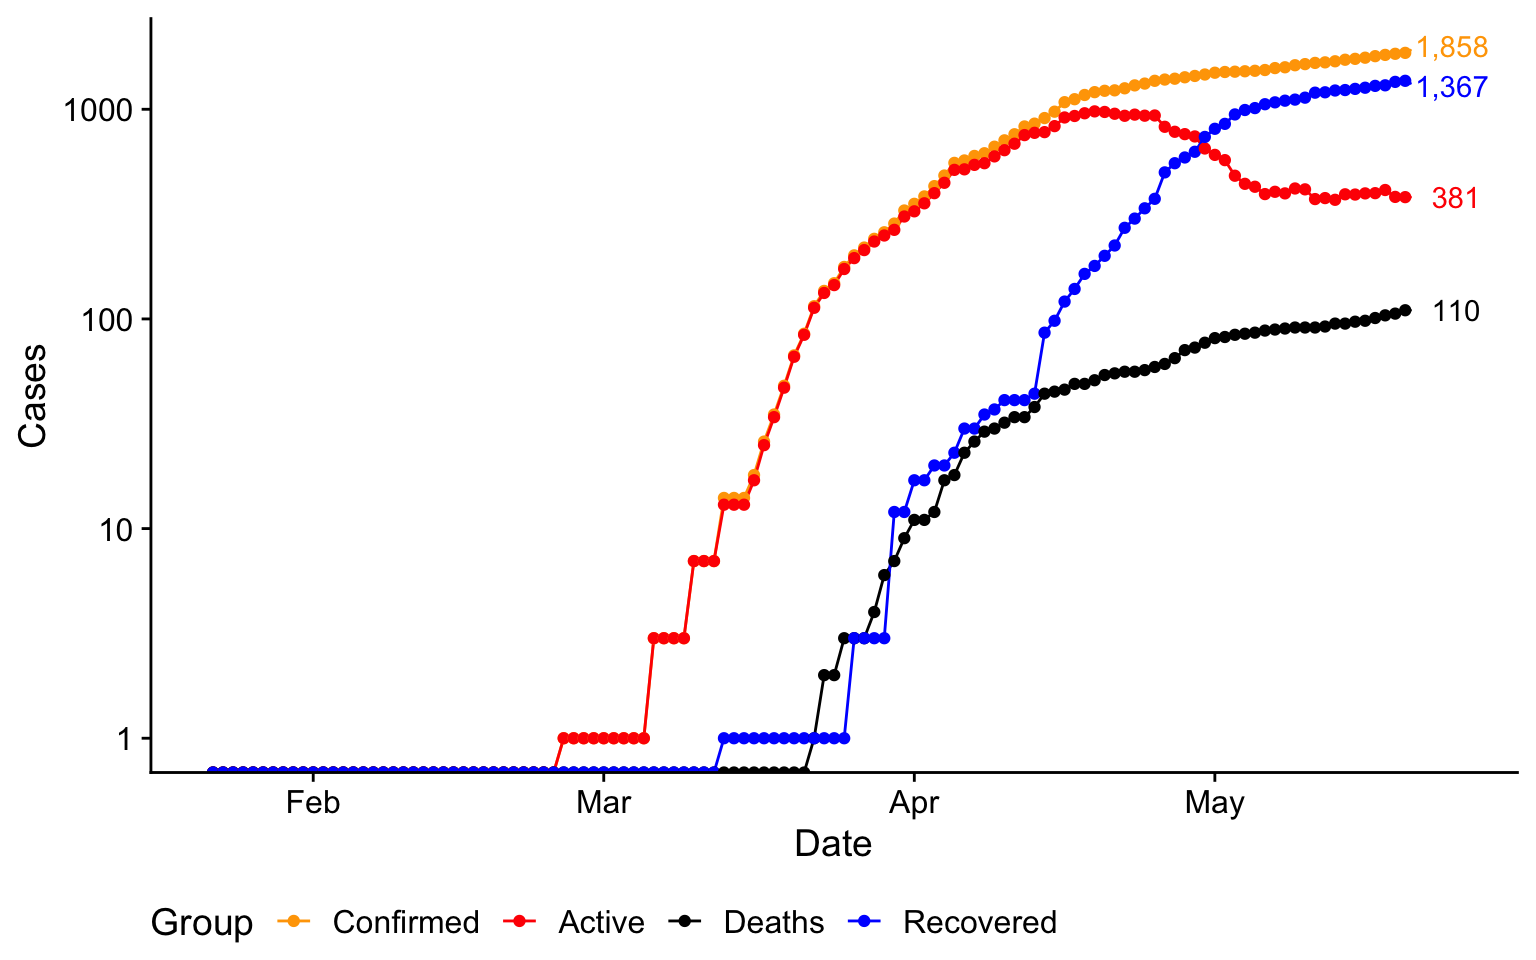 1,858
1,367
1000
381
110
100
Cases
10
1
Feb Mar Apr May
Date
Group Confirmed Active Deaths Recovered